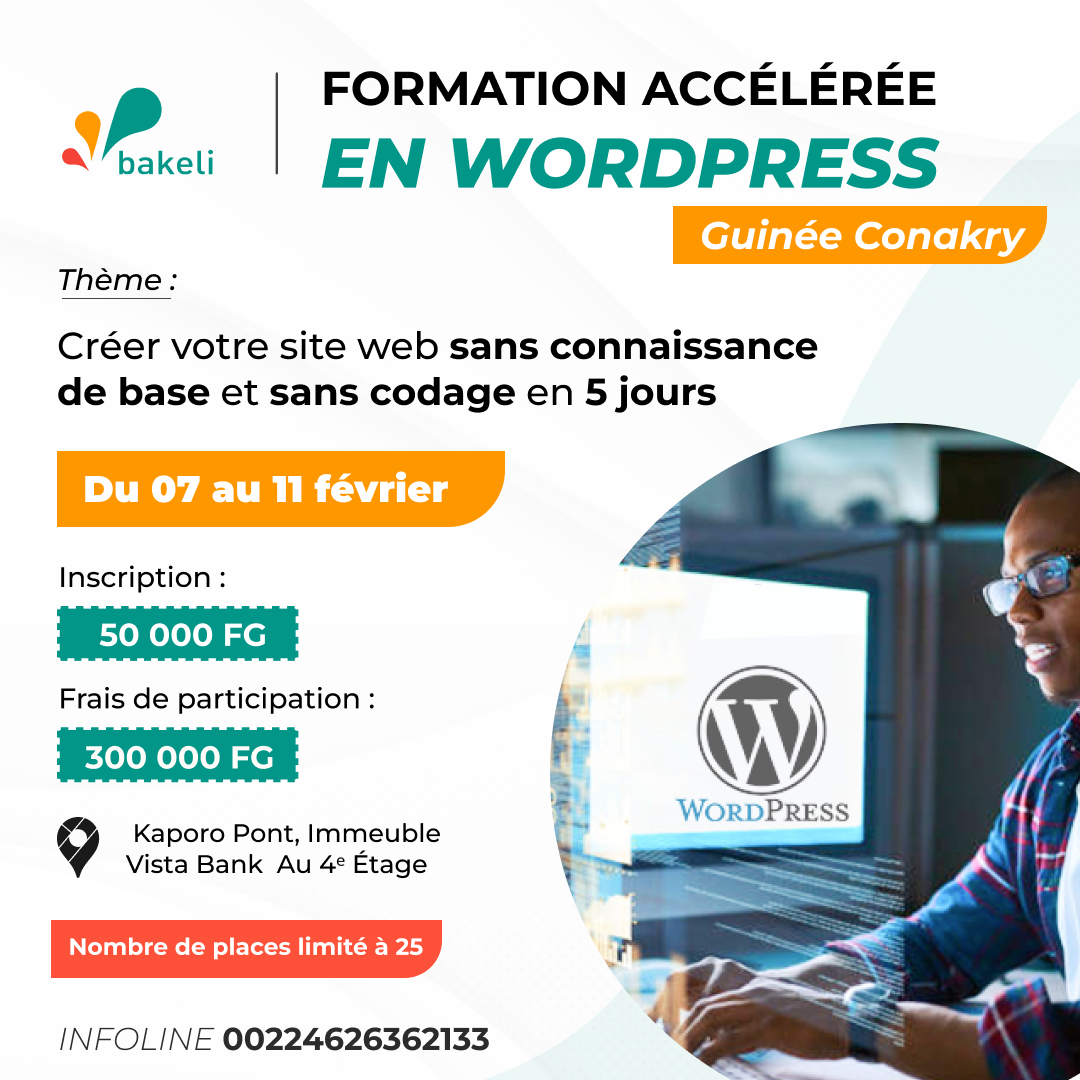 bakeli
FORMATION ACCÉLÉRÉE
EN WORDPRESS
Guinée Conakry
Thème :
Créer votre site web sans connaissance
de base et sans codage en 5 jours
Du 07 au 11 février
Inscription :
50 000 FG
Frais de participation :
300 000 FG
Kaporo Pont, Immeuble
Vista Bank Au 4ᵉ Étage
Nombre de places limité à 25
INFOLINE 00224626362133
W
WORDPRESS